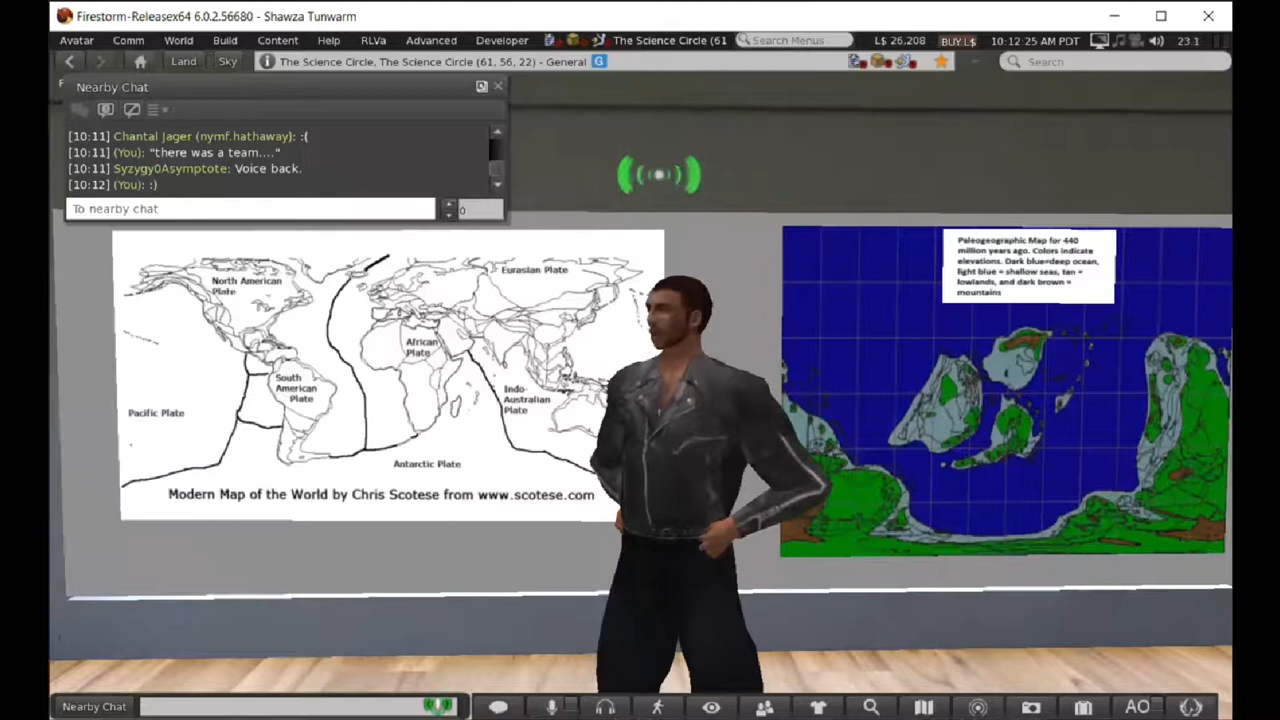 Firestorm-Releasex64 6.0.2.56680 - Shawza Tunwarm
Avatar Comm World Build Content Help RLVa Advanced Developer The Science Circle (61 Search Menus L$ 26,208 BUY L$ 10:12:25 AM PDT 23.1
Land Sky The Science Circle, The Science Circle (61, 56, 22) - General G Search
Nearby Chat
[10:11] Chantal Jager (nymf.hathaway): :(
[10:11] (You): "there was a team...."
[10:11] Syzygy0Asymptote: Voice back.
[10:12] (You): :)
To nearby chat 0
North American
Plate
Eurasian Plate
African
Plate
South
American
Plate
Indo-
Australian
Plate
Pacific Plate
Antarctic Plate
Modern Map of the World by Chris Scotese from www.scotese.com
Paleogeographic Map for 440
million years ago. Colors indicate
elevations. Dark blue=deep ocean,
light blue = shallow seas, tan =
lowlands, and dark brown =
mountains
Nearby Chat AO